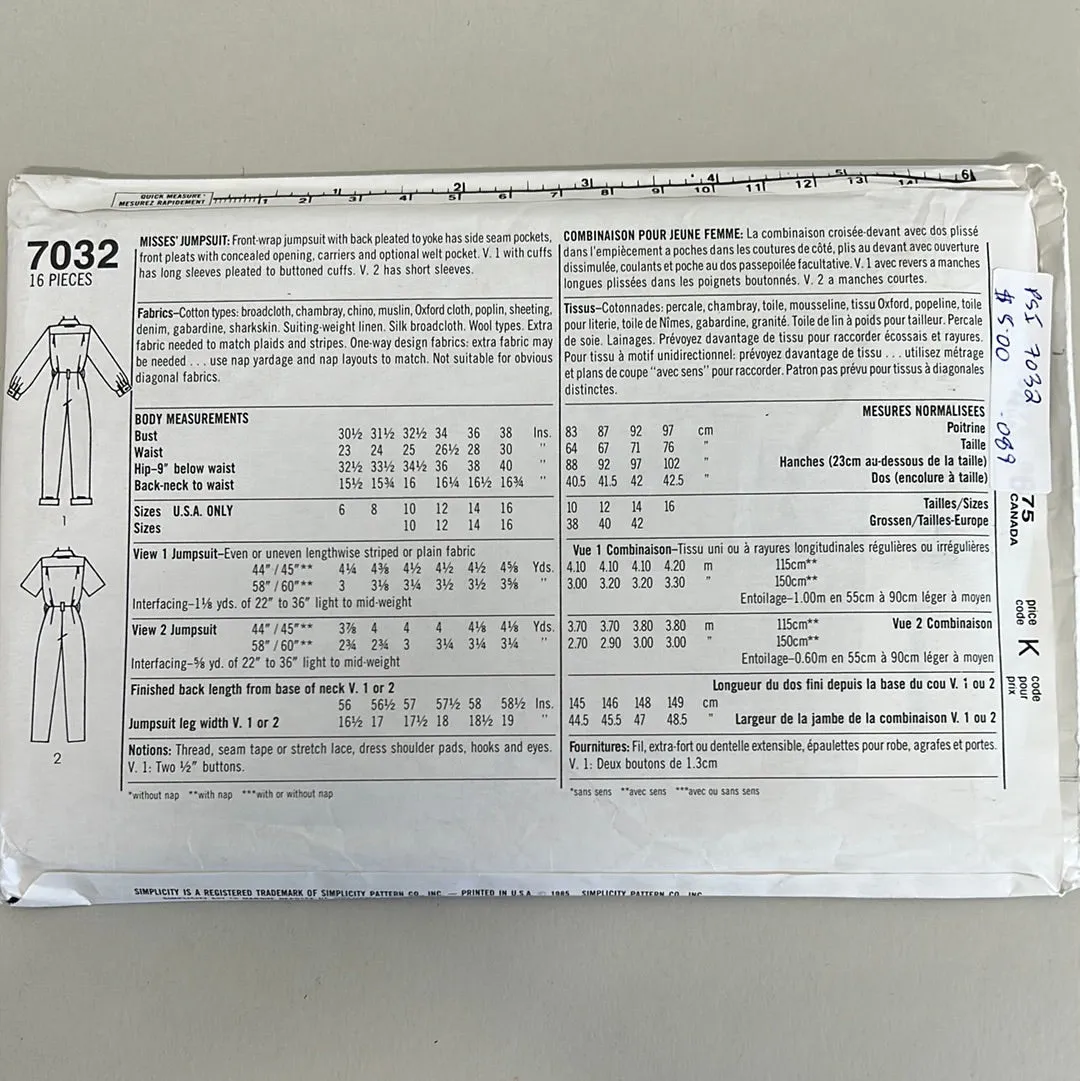 QUICK MEASURE
MESUREZ RAPIDEMENT
7032
16 PIECES
MISSES' JUMPSUIT: Front-wrap jumpsuit with back pleated to yoke has side seam pockets,
front pleats with concealed opening, carriers and optional welt pocket. V. 1 with cuffs
has long sleeves pleated to buttoned cuffs. V. 2 has short sleeves.
Fabrics–Cotton types: broadcloth, chambray, chino, muslin, Oxford cloth, poplin, sheeting,
denim, gabardine, sharkskin. Suiting-weight linen. Silk broadcloth. Wool types. Extra
fabric needed to match plaids and stripes. One-way design fabrics: extra fabric may
be needed . . . use nap yardage and nap layouts to match. Not suitable for obvious
diagonal fabrics.
BODY MEASUREMENTS
Bust 30½ 31½ 32½ 34 36 38 Ins.
Waist 23 24 25 26½ 28 30 "
Hip–9" below waist 32½ 33½ 34½ 36 38 40 "
Back-neck to waist 15½ 15¾ 16 16¼ 16½ 16¾ "
Sizes U.S.A. ONLY 6 8 10 12 14 16
Sizes 10 12 14 16
View 1 Jumpsuit–Even or uneven lengthwise striped or plain fabric
44" / 45"** 4¼ 4⅜ 4½ 4½ 4½ 4⅝ Yds.
58" / 60"** 3 3⅛ 3¼ 3½ 3½ 3⅝ "
Interfacing–1⅛ yds. of 22" to 36" light to mid-weight
View 2 Jumpsuit 44" / 45"** 3⅞ 4 4 4 4⅛ 4⅛ Yds.
58" / 60"** 2¾ 2¾ 3 3¼ 3¼ 3¼ "
Interfacing–⅝ yd. of 22" to 36" light to mid-weight
Finished back length from base of neck V. 1 or 2
56 56½ 57 57½ 58 58½ Ins.
Jumpsuit leg width V. 1 or 2 16½ 17 17½ 18 18½ 19 "
Notions: Thread, seam tape or stretch lace, dress shoulder pads, hooks and eyes.
V. 1: Two ½" buttons.
*without nap **with nap ***with or without nap
COMBINAISON POUR JEUNE FEMME: La combinaison croisée-devant avec dos plissé
dans l'empiècement a poches dans les coutures de côté, plis au devant avec ouverture
dissimulée, coulants et poche au dos passepoilée facultative. V. 1 avec revers a manches
longues plissées dans les poignets boutonnés. V. 2 a manches courtes.
Tissus–Cotonnades: percale, chambray, toile, mousseline, tissu Oxford, popeline, toile
pour literie, toile de Nîmes, gabardine, granité. Toile de lin à poids pour tailleur. Percale
de soie. Lainages. Prévoyez davantage de tissu pour raccorder écossais et rayures.
Pour tissu à motif unidirectionnel: prévoyez davantage de tissu . . . utilisez métrage
et plans de coupe "avec sens" pour raccorder. Patron pas prévu pour tissus à diagonales
distinctes.
MESURES NORMALISEES
83 87 92 97 cm Poitrine
64 67 71 76 " Taille
88 92 97 102 " Hanches (23cm au-dessous de la taille)
40.5 41.5 42 42.5 " Dos (encolure à taille)
10 12 14 16 Tailles/Sizes
38 40 42 Grossen/Tailles-Europe
Vue 1 Combinaison–Tissu uni ou à rayures longitudinales régulières ou irrégulières
4.10 4.10 4.10 4.20 m 115cm**
3.00 3.20 3.20 3.30 " 150cm**
Entoilage–1.00m en 55cm à 90cm léger à moyen
3.70 3.70 3.80 3.80 m 115cm** Vue 2 Combinaison
2.70 2.90 3.00 3.00 " 150cm**
Entoilage–0.60m en 55cm à 90cm léger à moyen
Longueur du dos fini depuis la base du cou V. 1 ou 2
145 146 148 149 cm
44.5 45.5 47 48.5 " Largeur de la jambe de la combinaison V. 1 ou 2
Fournitures: Fil, extra-fort ou dentelle extensible, épaulettes pour robe, agrafes et portes.
V. 1: Deux boutons de 1.3cm
*sans sens **avec sens ***avec ou sans sens
1
2
PSI 7032
$5.00 .089
75
CANADA
price
code
K
code
pour
prix
SIMPLICITY IS A REGISTERED TRADEMARK OF SIMPLICITY PATTERN CO. INC. — PRINTED IN U.S.A. © 1985 SIMPLICITY PATTERN CO. INC.